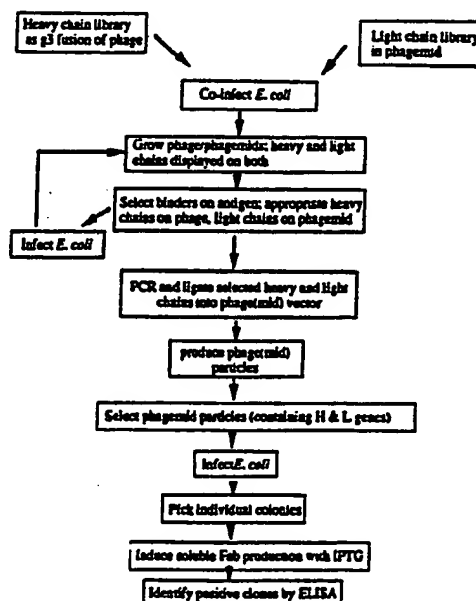 Heavy chain library
as g3 fusion of phage
Light chain library
in phagemid
Co-infect E. coli
Grow phage/phagemids; heavy and light
chains displayed on both
Select binders on antigen; appropriate heavy
chains on phage, light chains on phagemid
Infect E. coli
PCR and ligate selected heavy and light
chains into phage(mid) vector
produce phage(mid)
particles
Select phagemid particles (containing H & L genes)
Infect E. coli
Pick individual colonies
Induce soluble Fab production with IPTG
Identify positive clones by ELISA